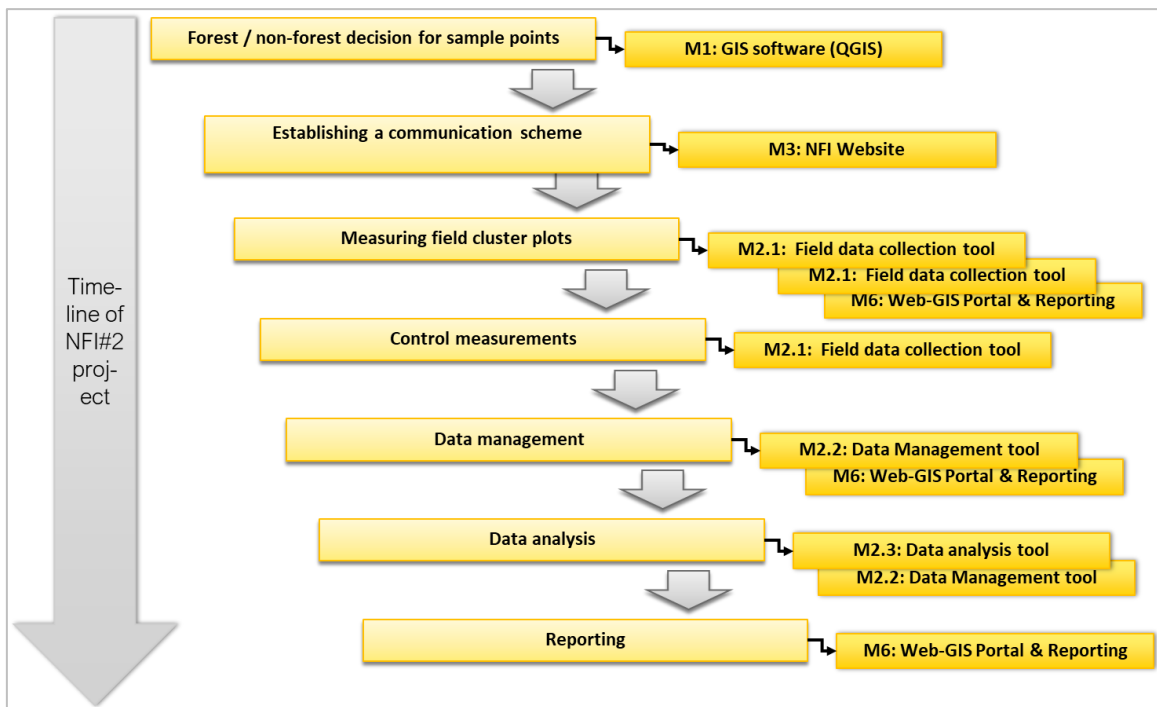 Forest / non-forest decision for sample points
M1: GIS software (QGIS)
Establishing a communication scheme
M3: NFI Website
Measuring field cluster plots
M2.1: Field data collection tool
M2.1: Field data collection tool
M6: Web-GIS Portal & Reporting
Time-
line of
NFI#2
proj-
ect
Control measurements
M2.1: Field data collection tool
Data management
M2.2: Data Management tool
M6: Web-GIS Portal & Reporting
Data analysis
M2.3: Data analysis tool
M2.2: Data Management tool
Reporting
M6: Web-GIS Portal & Reporting